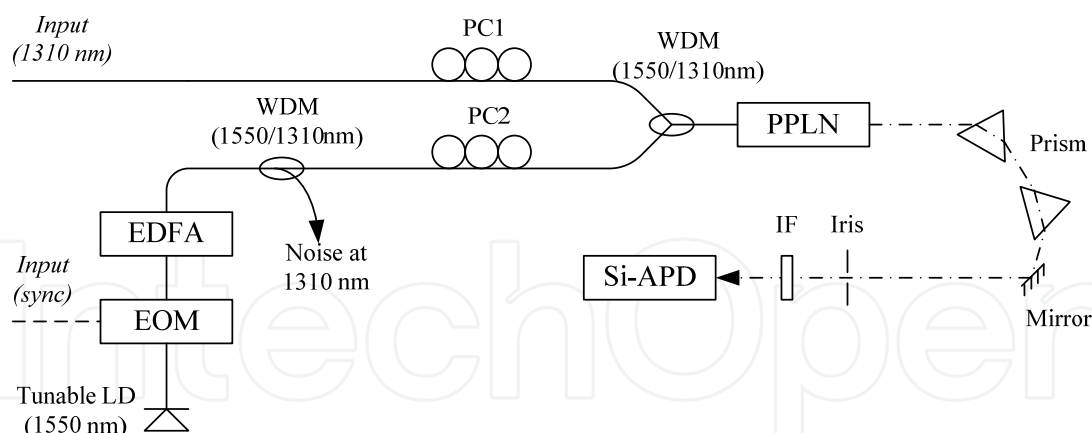 Input
(1310 nm)
PC1
WDM
(1550/1310nm)
PC2
WDM
(1550/1310nm)
PPLN
Prism
EDFA
Noise at
1310 nm
Input
(sync)
EOM
IF
Iris
Si-APD
Mirror
Tunable LD
(1550 nm)
IntechOpen